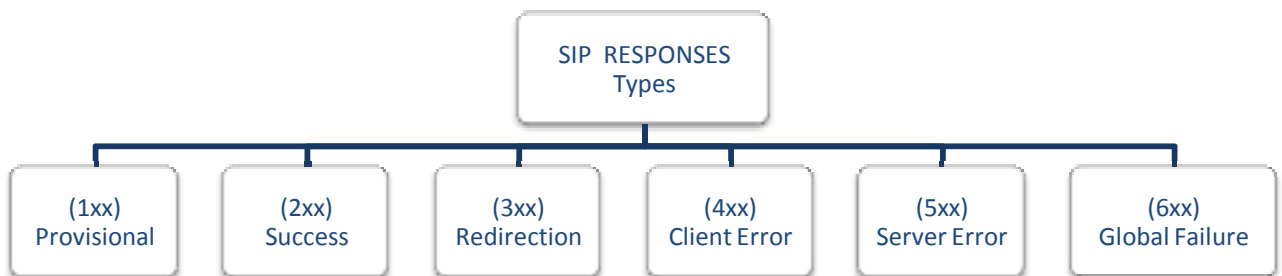 SIP RESPONSES
Types
(1xx)
Provisional
(2xx)
Success
(3xx)
Redirection
(4xx)
Client Error
(5xx)
Server Error
(6xx)
Global Failure